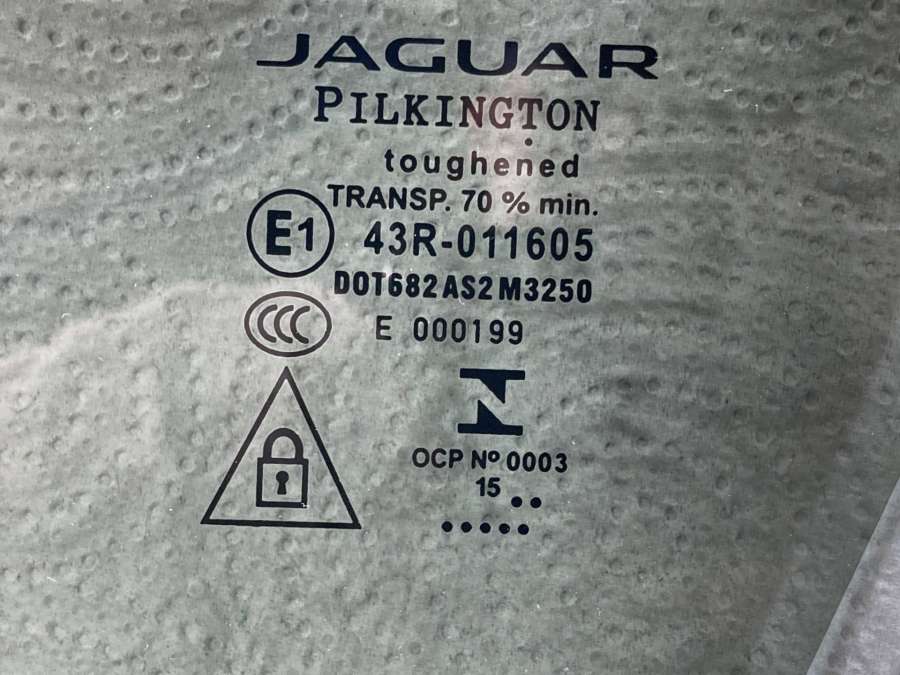 JAGUAR
PILKINGTON
toughened
TRANSP. 70 % min.
E1 43R-011605
DOT682AS2M3250
CCC E 000199
OCP Nº 0003
15